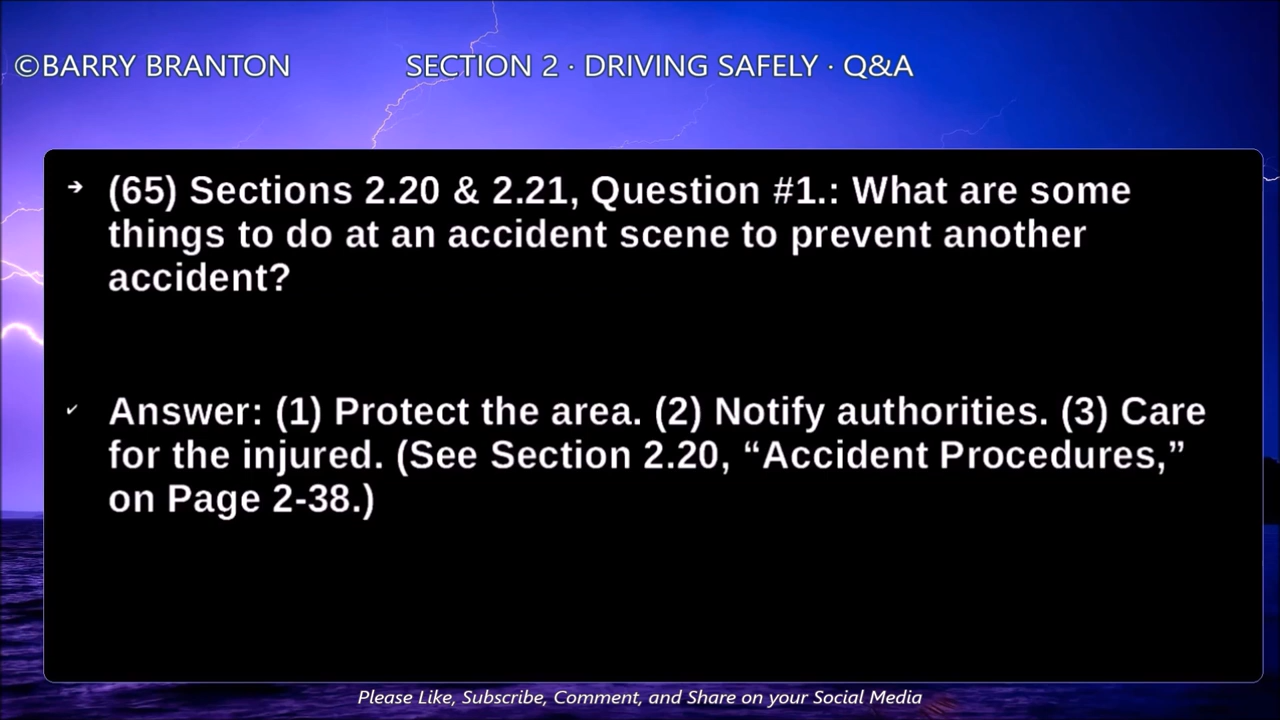 ©BARRY BRANTON
SECTION 2 · DRIVING SAFELY · Q&A
(65) Sections 2.20 & 2.21, Question #1.: What are some
things to do at an accident scene to prevent another
accident?
Answer: (1) Protect the area. (2) Notify authorities. (3) Care
for the injured. (See Section 2.20, “Accident Procedures,”
on Page 2-38.)
Please Like, Subscribe, Comment, and Share on your Social Media